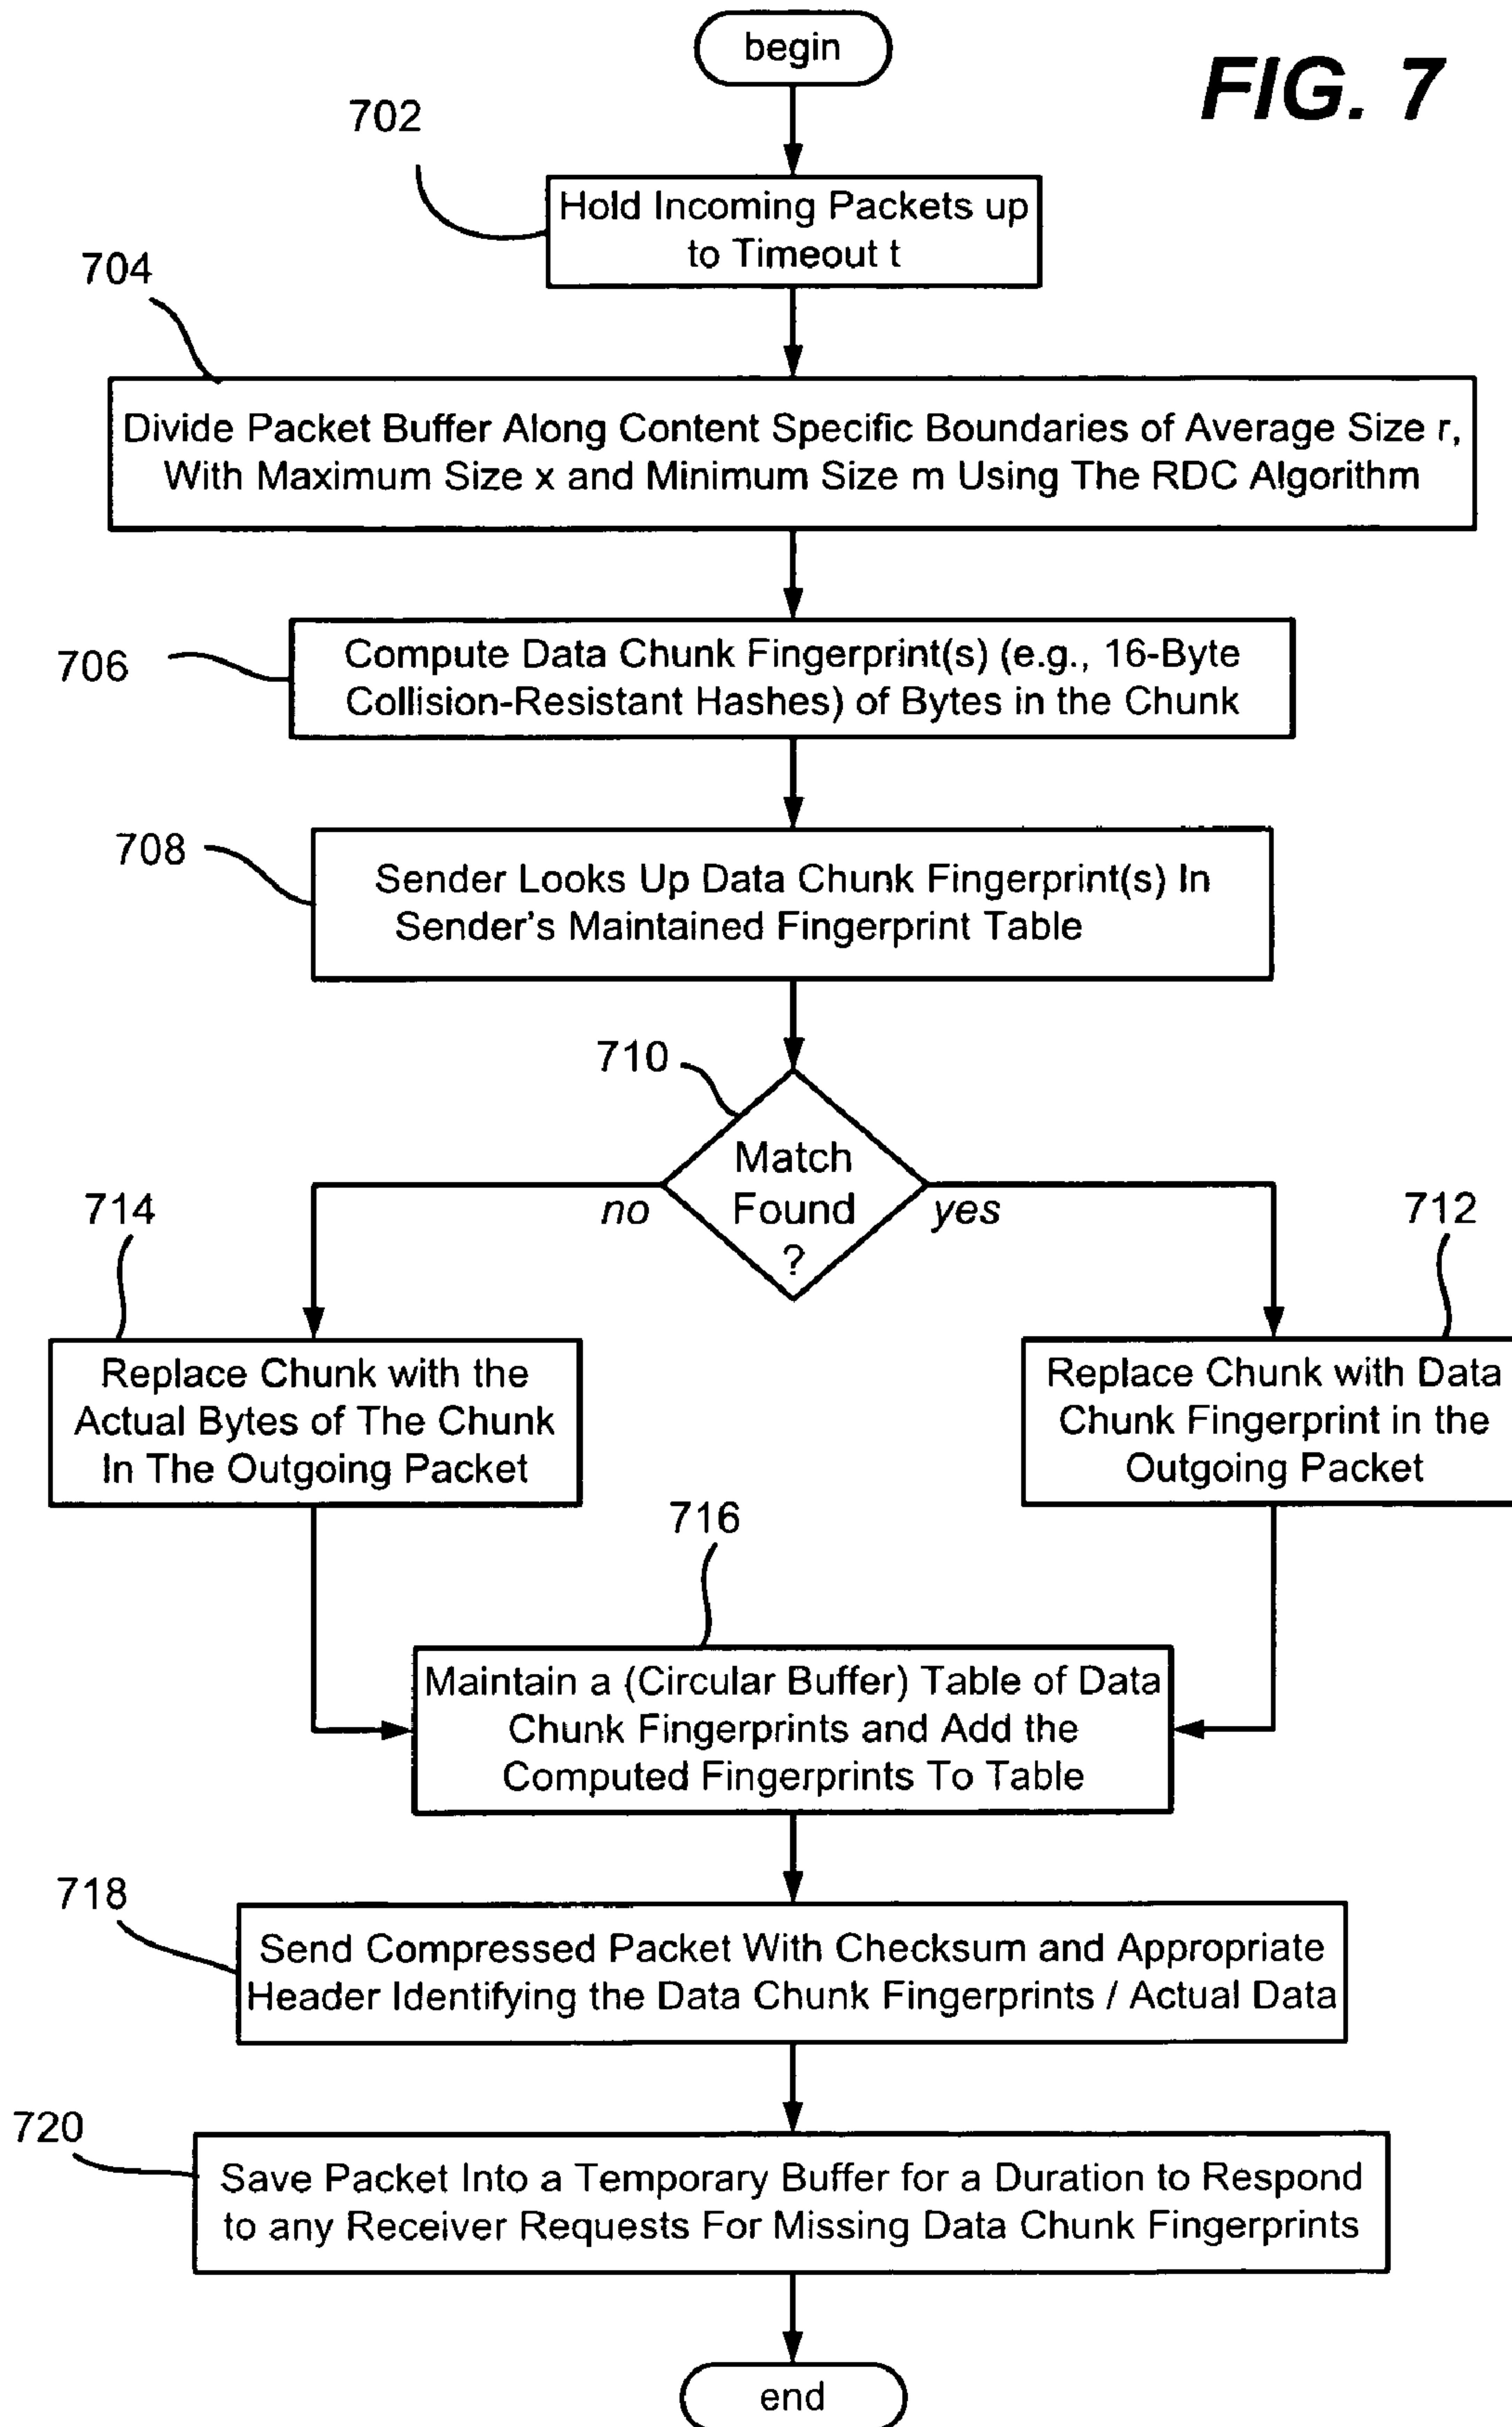 begin
FIG. 7
702
Hold Incoming Packets up
to Timeout t
704
Divide Packet Buffer Along Content Specific Boundaries of Average Size r,
With Maximum Size x and Minimum Size m Using The RDC Algorithm
706
Compute Data Chunk Fingerprint(s) (e.g., 16-Byte
Collision-Resistant Hashes) of Bytes in the Chunk
708
Sender Looks Up Data Chunk Fingerprint(s) In
Sender's Maintained Fingerprint Table
710
Match
Found
?
no
yes
714
Replace Chunk with the
Actual Bytes of The Chunk
In The Outgoing Packet
712
Replace Chunk with Data
Chunk Fingerprint in the
Outgoing Packet
716
Maintain a (Circular Buffer) Table of Data
Chunk Fingerprints and Add the
Computed Fingerprints To Table
718
Send Compressed Packet With Checksum and Appropriate
Header Identifying the Data Chunk Fingerprints / Actual Data
720
Save Packet Into a Temporary Buffer for a Duration to Respond
to any Receiver Requests For Missing Data Chunk Fingerprints
end